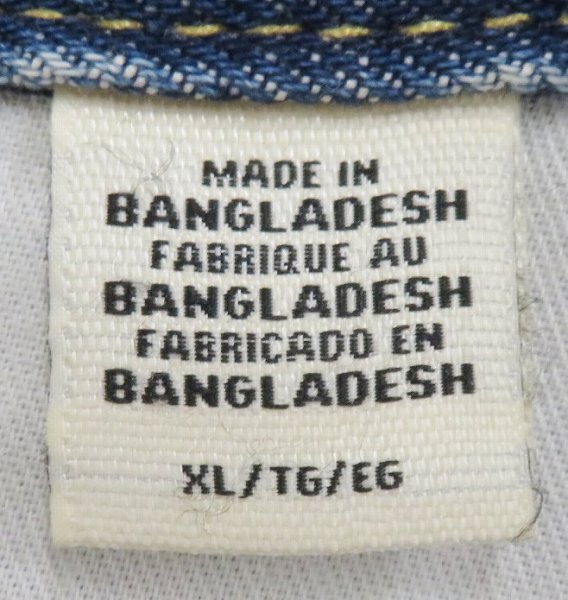 MADE IN
BANGLADESH
FABRIQUE AU
BANGLADESH
FABRICADO EN
BANGLADESH
XL/TG/EG